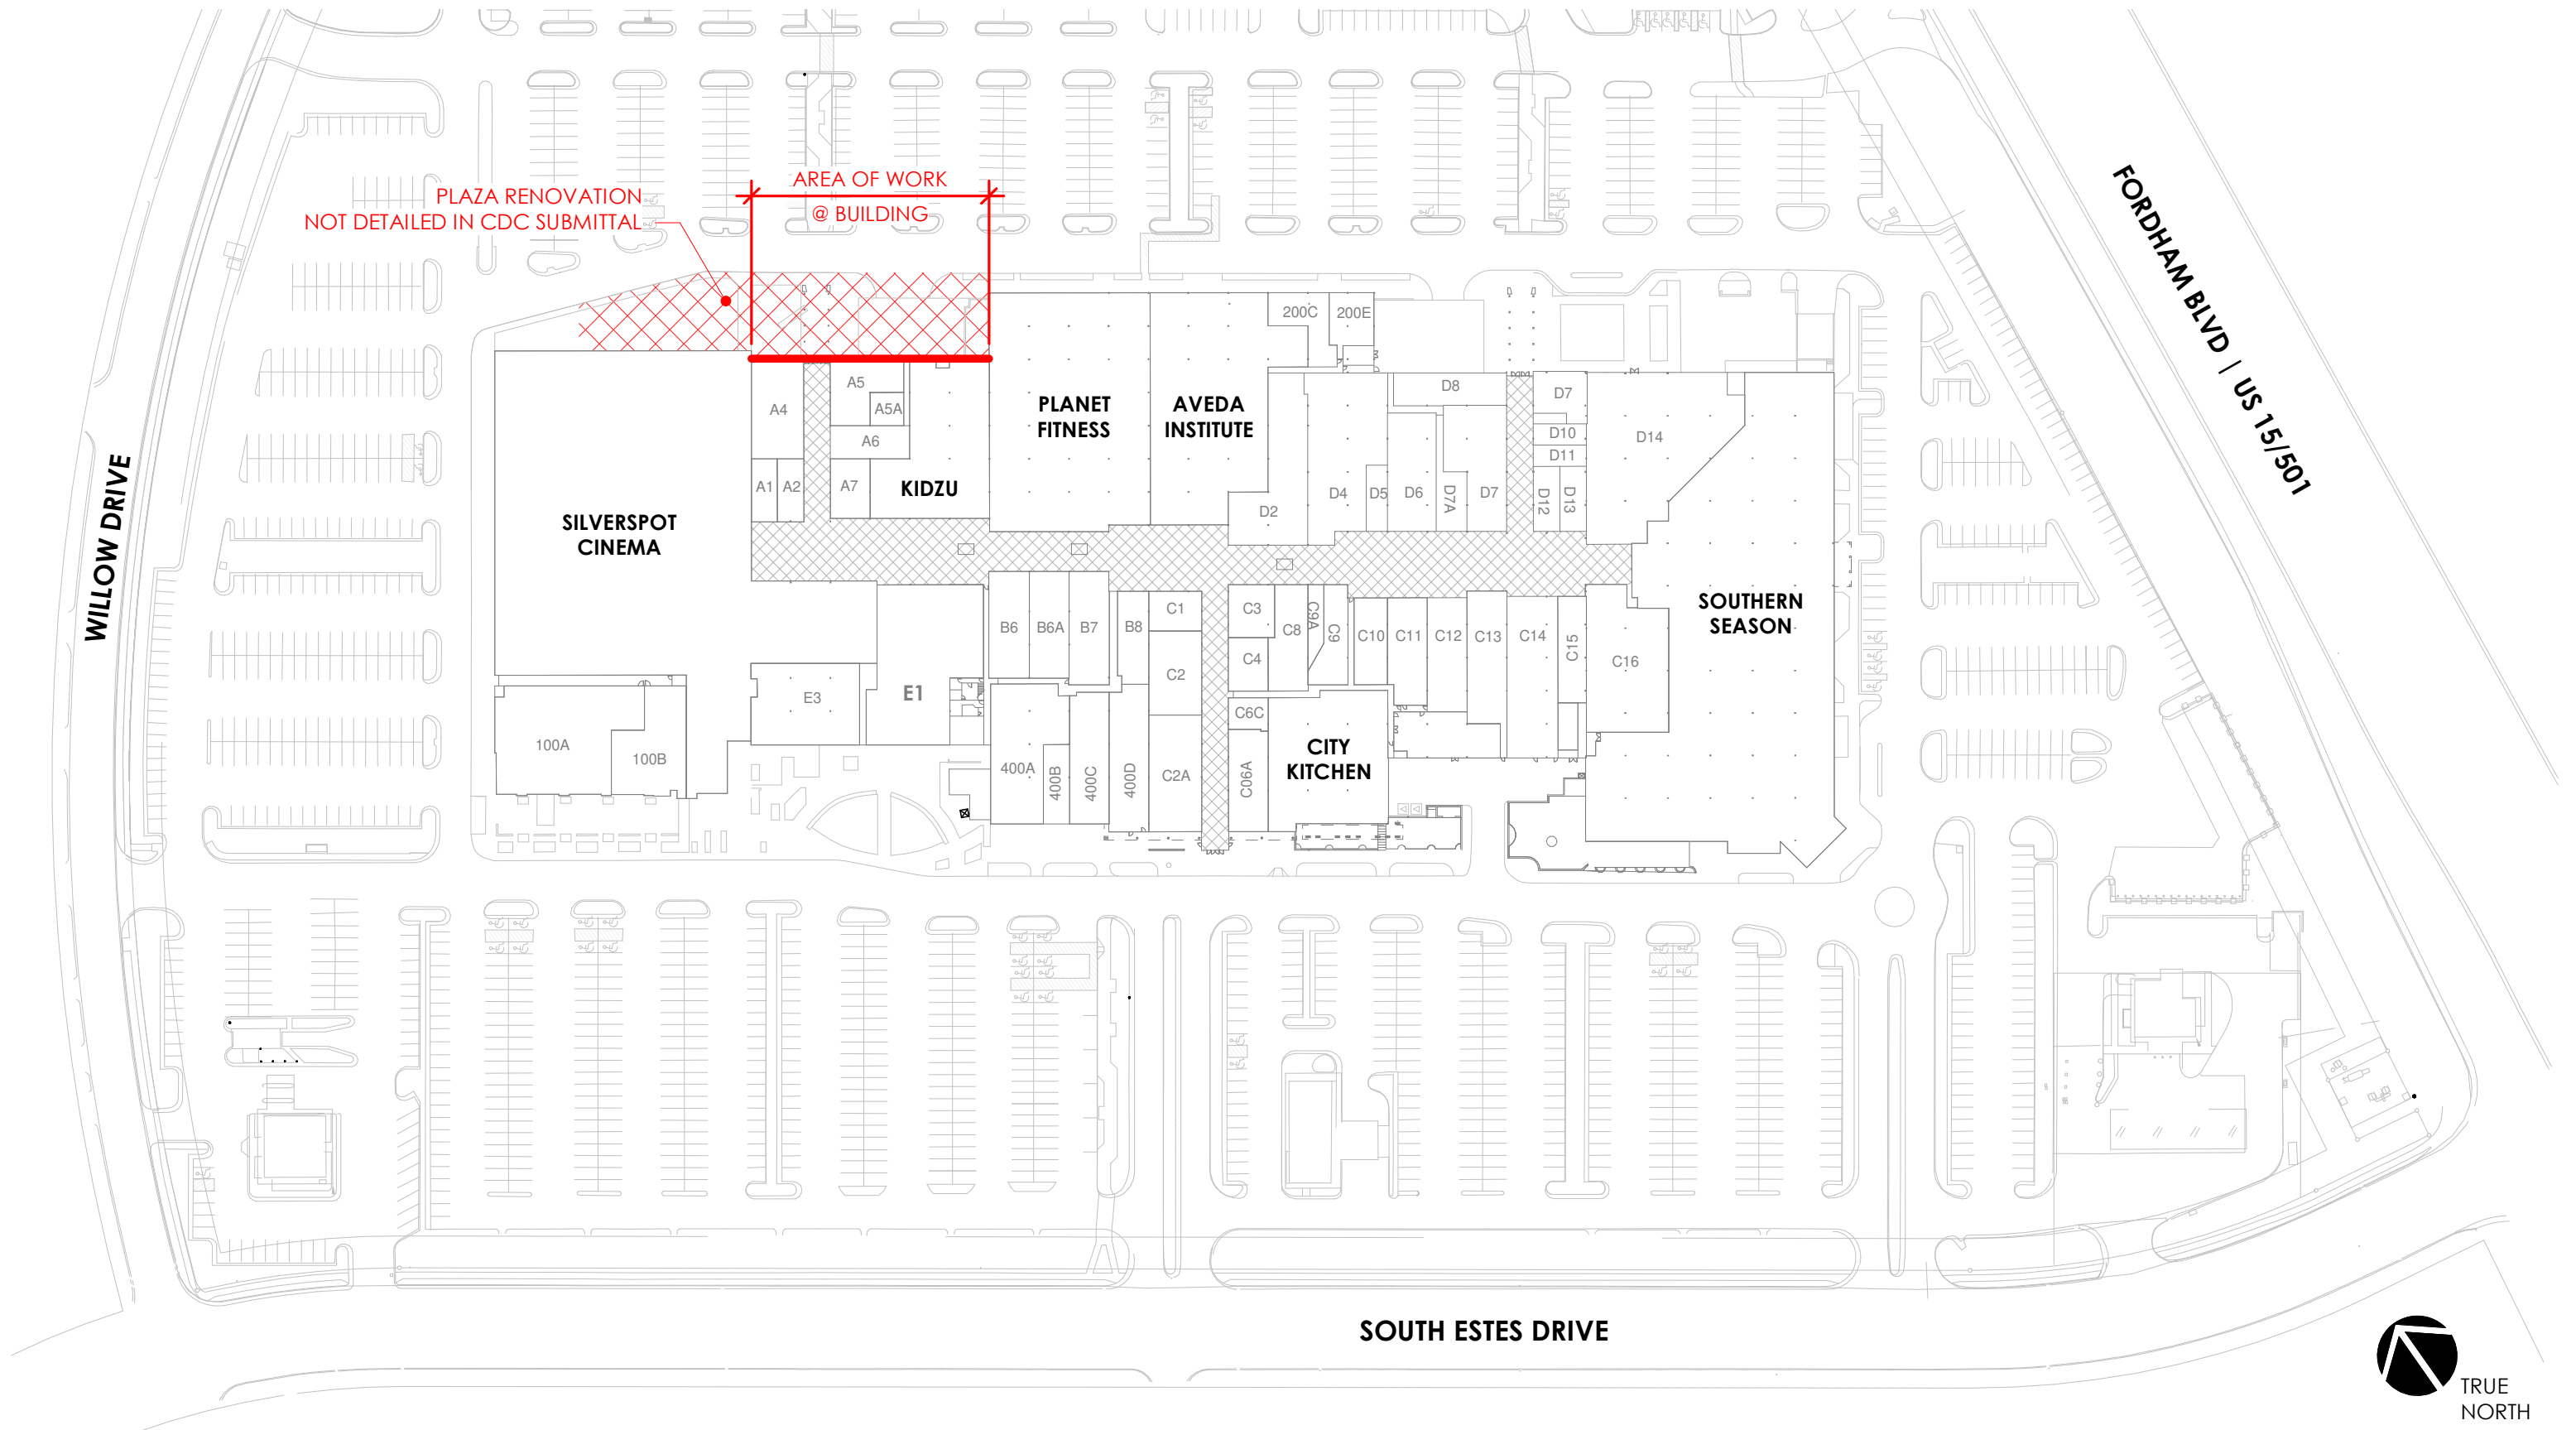 AREA OF WORK
@ BUILDING
PLAZA RENOVATION
NOT DETAILED IN CDC SUBMITTAL
FORDHAM BLVD | US 15/501
WILLOW DRIVE
SILVERSPOT
CINEMA
A4
A5
A5A
A6
A1
A2
A7
KIDZU
PLANET
FITNESS
AVEDA
INSTITUTE
200C
200E
D2
D4
D5
D6
D7A
D7
D8
D7
D10
D11
D12
D13
D14
SOUTHERN
SEASON
E3
E1
100A
100B
B6
B6A
B7
B8
C1
C2
C2A
400A
400B
400C
400D
C3
C4
C8
C9A
C9
C10
C11
C12
C13
C14
C15
C16
C6C
C06A
CITY
KITCHEN
SOUTH ESTES DRIVE
TRUE
NORTH